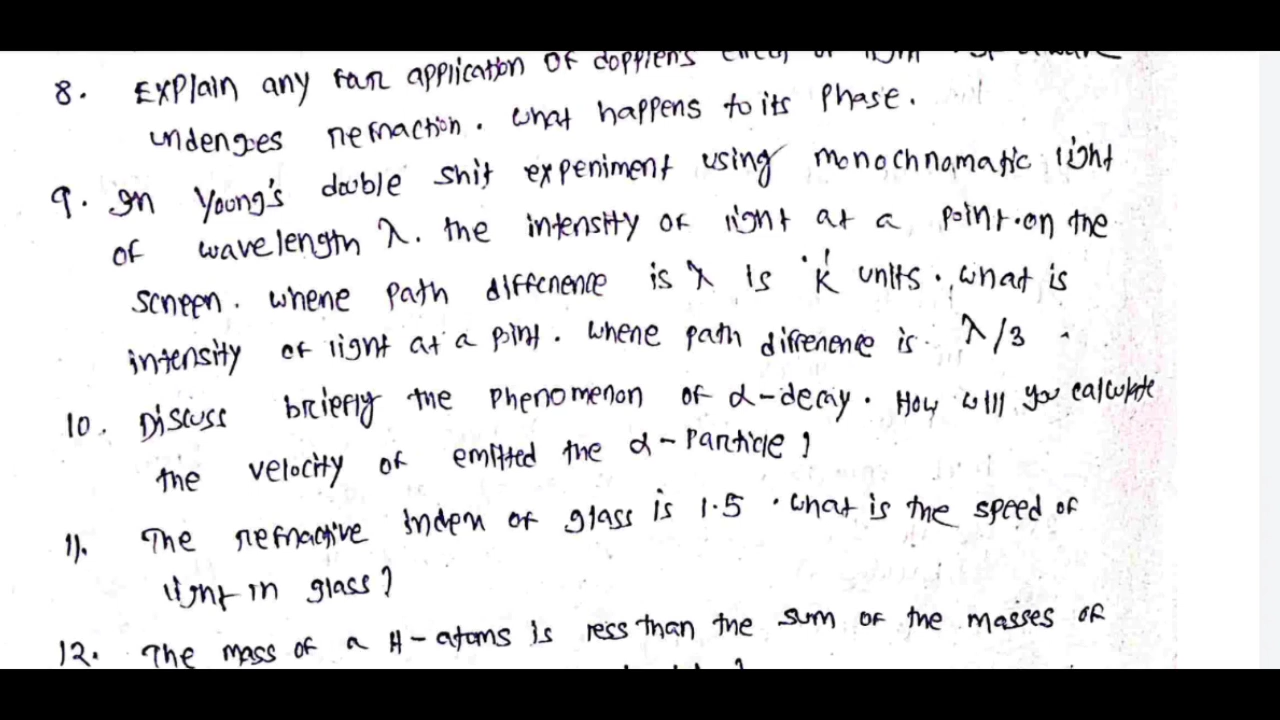 8. Explain any four application of doppler's
undergoes refraction. what happens to its phase.
9. In Young's double shit experiment using monochromatic light
of wavelength λ. the intensity of light at a point.on the
screen. where path difference is λ is 'K' units. what is
intensity of light at a point. where path difference is λ/3
10. Discuss briefly the phenomenon of α-decay. How will you calculate
the velocity of emitted the α-particle?
11. The refractive index of glass is 1.5. what is the speed of
light in glass?
12. The mass of a H-atoms is less than the sum of the masses of